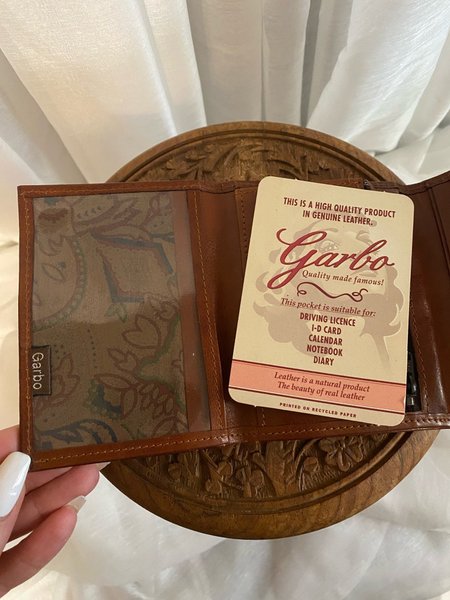 THIS IS A HIGH QUALITY PRODUCT
IN GENUINE LEATHER.
Garbo
Quality made famous!
This pocket is suitable for:
DRIVING LICENCE
I-D CARD
CALENDAR
NOTEBOOK
DIARY
Leather is a natural product
The beauty of real leather
PRINTED ON RECYCLED PAPER
Garbo